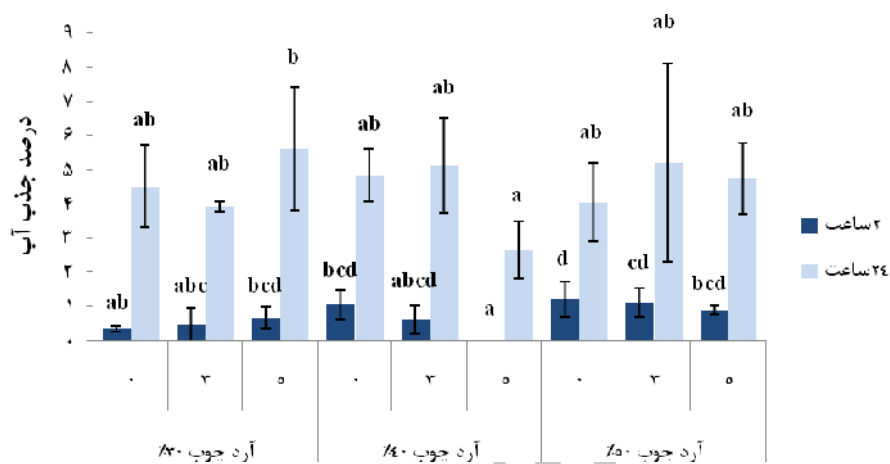 درصد جذب آب
۹
۸
۷
۶
۵
۴
۳
۲
۱
۰
ab ab abc ab bcd b bcd ab abcd ab a a d ab cd ab bcd ab
۰ ۳ ۵ ۰ ۳ ۵ ۰ ۳ ۵
آرد چوب ۳۰% آرد چوب ۴۰% آرد چوب ۵۰%
۲ساعت
۲٤ساعت